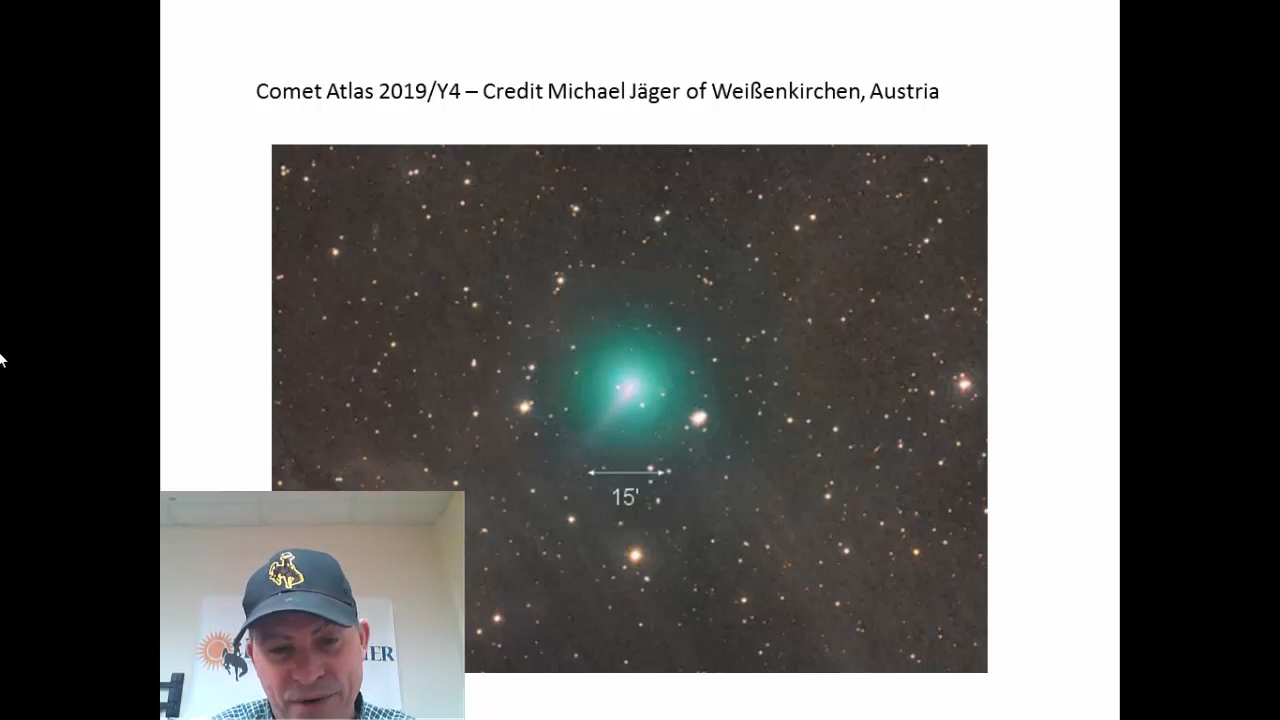 Comet Atlas 2019/Y4 – Credit Michael Jäger of Weißenkirchen, Austria
15'